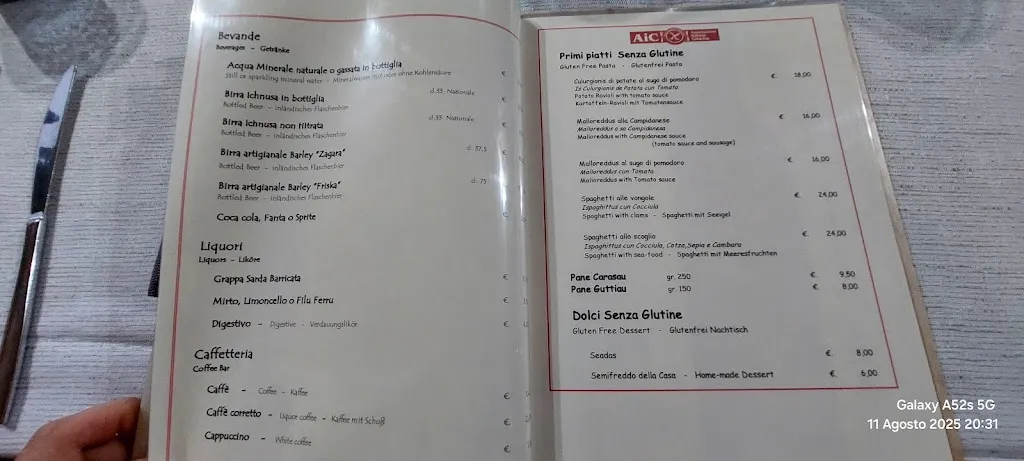 Bevande
Beverages - Getränke
Acqua Minerale naturale o gassata in bottiglia €
Still or sparkling mineral water - Mineralwasser mit oder ohne Kohlensäure
Birra Ichnusa in bottiglia cl.33 Nazionale €
Bottled Beer - inländisches Flaschenbier
Birra Ichnusa non filtrata cl.33 Nazionale €
Bottled Beer - inländisches Flaschenbier
Birra artigianale Barley "Zagara" cl. 37,5 €
Bottled Beer - inländisches Flaschenbier
Birra artigianale Barley "Friska" cl. 75 €
Bottled Beer - inländisches Flaschenbier
Coca cola, Fanta o Sprite €
Liquori
Liquors - Liköre
Grappa Sarda Barricata €
Mirto, Limoncello o Filu Ferru €
Digestivo - Digestive - Verdauungslikör €
Caffetteria
Coffee Bar
Caffè - Coffee - Kaffee €
Caffè corretto - Liquor coffee - Kaffee mit Schuß €
Cappuccino - White coffee €
AiC
Primi piatti Senza Glutine
Gluten Free Pasta - Glutenfrei Pasta
Culurgionis di patate al sugo di pomodoro €. 18,00
Is Culurgionis de Patata cun Tomata
Potato Ravioli with tomato sauce
Kartoffeln-Ravioli mit Tomatensauce
Malloreddus alla Campidanese €. 16,00
Malloreddus a sa Campidanesa
Malloreddus with Campidanese sauce
(tomato sauce and sausage)
Malloreddus al sugo di pomodoro €. 16,00
Malloreddus cun Tomata
Malloreddus with Tomato sauce
Spaghetti alle vongole €. 24,00
Ispaghittus cun Cocciula
Spaghetti with clams - Spaghetti mit Seeigel
Spaghetti allo scoglio €. 24,00
Ispaghittus cun Cocciula, Cotza,Sepia e Cambara
Spaghetti with sea-food - Spaghetti mit Meeresfruchten
Pane Carasau gr. 250 €. 9,50
Pane Guttiau gr. 150 €. 8,00
Dolci Senza Glutine
Gluten Free Dessert - Glutenfrei Nachtisch
Seadas €. 8,00
Semifreddo della Casa - Home-made Dessert €. 6,00
Galaxy A52s 5G
11 Agosto 2025 20:31